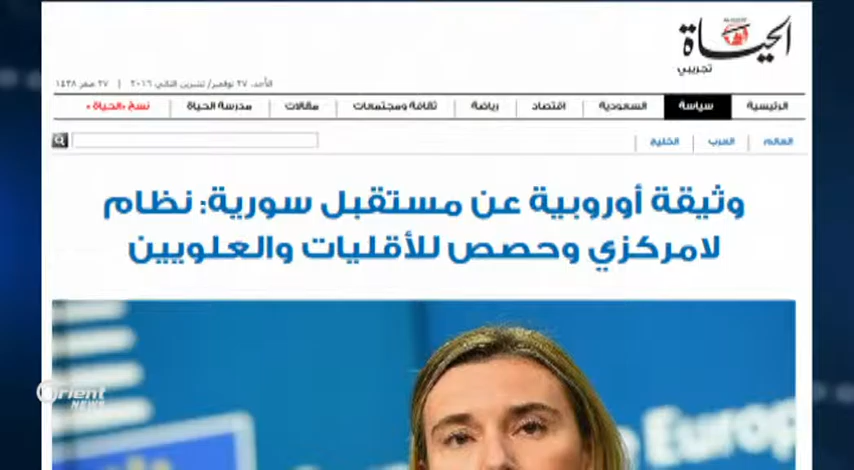 الحياة
تجريبي
الأحد، ٢٧ نوفمبر/ تشرين الثاني ٢٠١٦ | ٢٧ صفر ١٤٣٨
الرئيسية سياسة السعودية اقتصاد رياضة ثقافة ومجتمعات مقالات مدرسة الحياة نسخ «الحياة»
العالم العرب الخليج
وثيقة أوروبية عن مستقبل سورية: نظام
لامركزي وحصص للأقليات والعلويين
Orient
NEWS